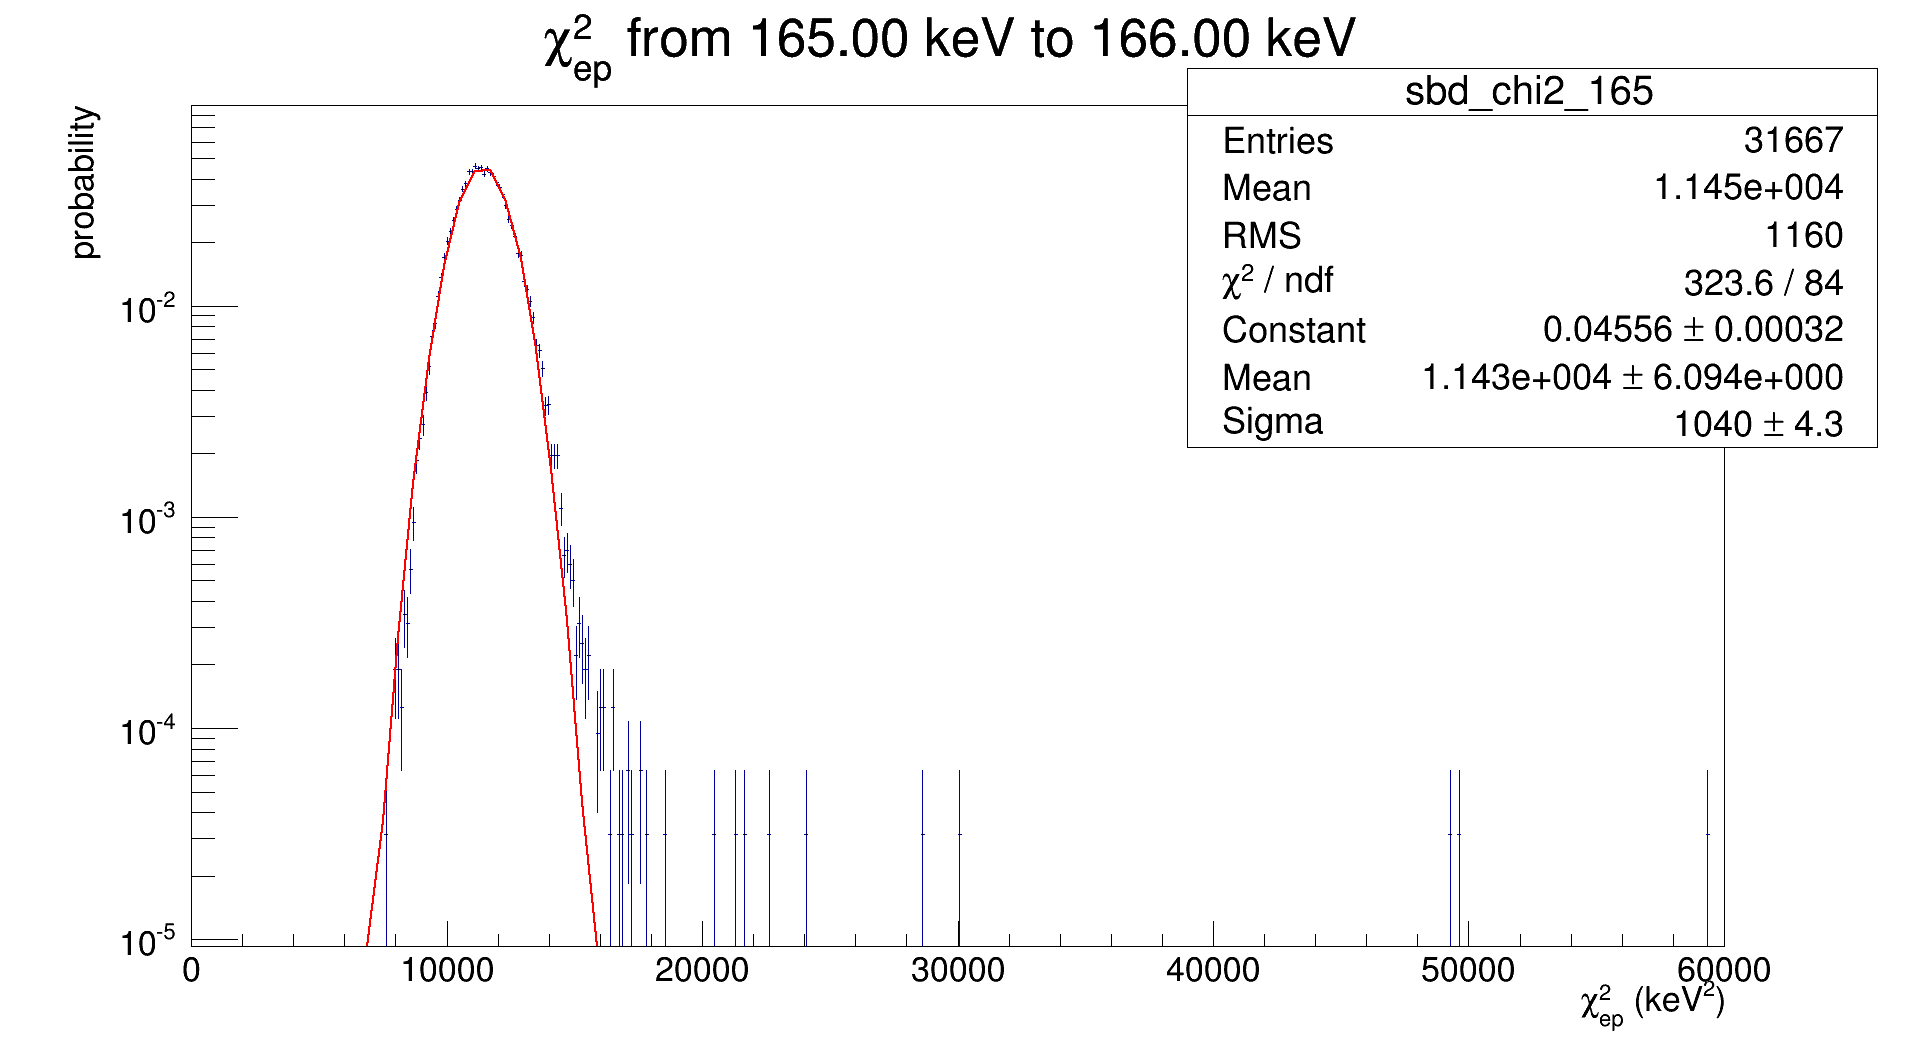 χ²ep from 165.00 keV to 166.00 keV
sbd_chi2_165
Entries 31667
Mean 1.145e+004
RMS 1160
χ² / ndf 323.6 / 84
Constant 0.04556 ± 0.00032
Mean 1.143e+004 ± 6.094e+000
Sigma 1040 ± 4.3
probability
10⁻²
10⁻³
10⁻⁴
10⁻⁵
0 10000 20000 30000 40000 50000 60000
χ²ep (keV²)